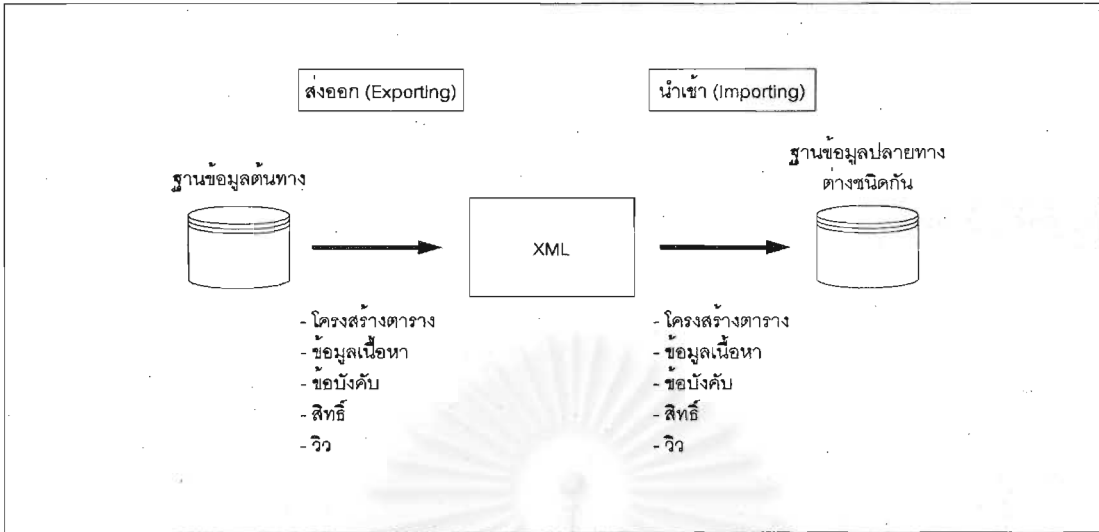 ส่งออก (Exporting)
นำเข้า (Importing)
ฐานข้อมูลต้นทาง
ฐานข้อมูลปลายทาง
ต่างชนิดกัน
XML
- โครงสร้างตาราง
- ข้อมูลเนื้อหา
- ข้อบังคับ
- สิทธิ์
- วิว
- โครงสร้างตาราง
- ข้อมูลเนื้อหา
- ข้อบังคับ
- สิทธิ์
- วิว